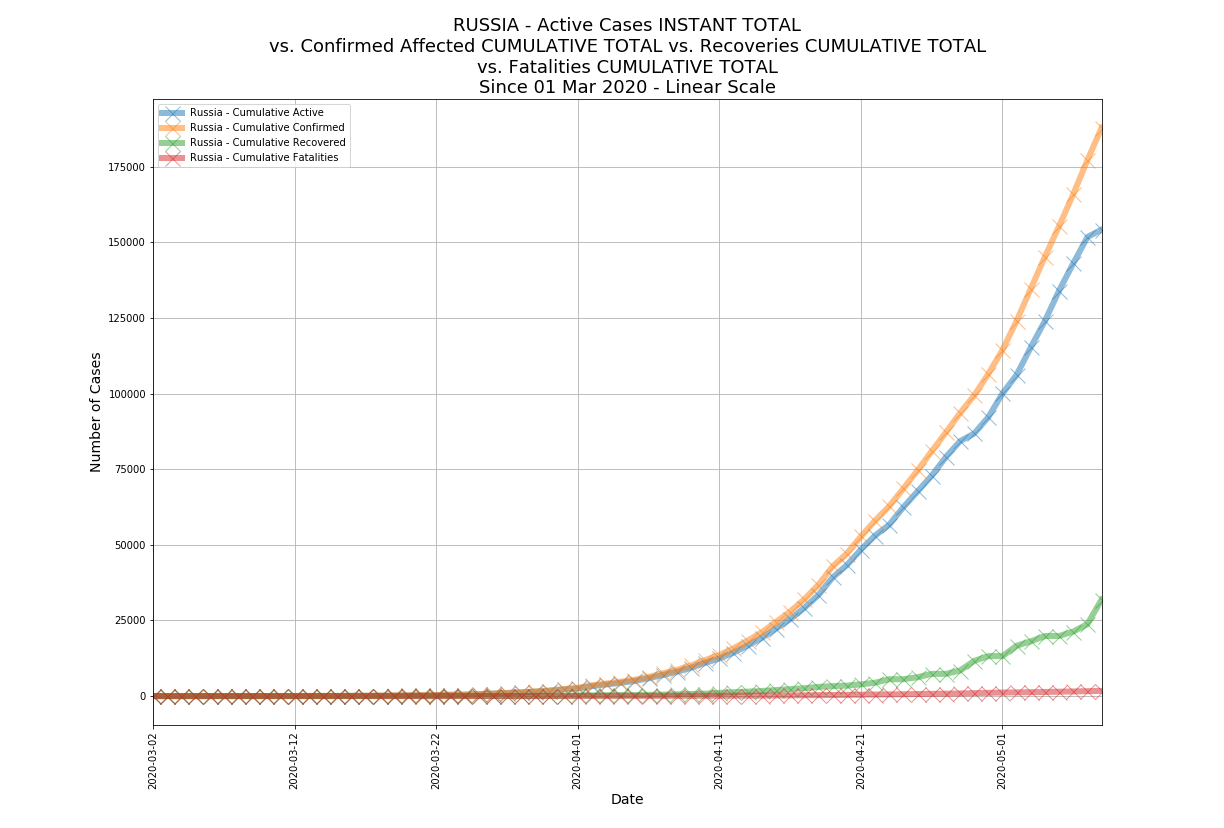 RUSSIA - Active Cases INSTANT TOTAL
vs. Confirmed Affected CUMULATIVE TOTAL vs. Recoveries CUMULATIVE TOTAL
vs. Fatalities CUMULATIVE TOTAL
Since 01 Mar 2020 - Linear Scale
Russia - Cumulative Active
Russia - Cumulative Confirmed
Russia - Cumulative Recovered
Russia - Cumulative Fatalities
175000
150000
125000
100000
75000
50000
25000
0
Number of Cases
2020-03-02
2020-03-12
2020-03-22
2020-04-01
2020-04-11
2020-04-21
2020-05-01
Date